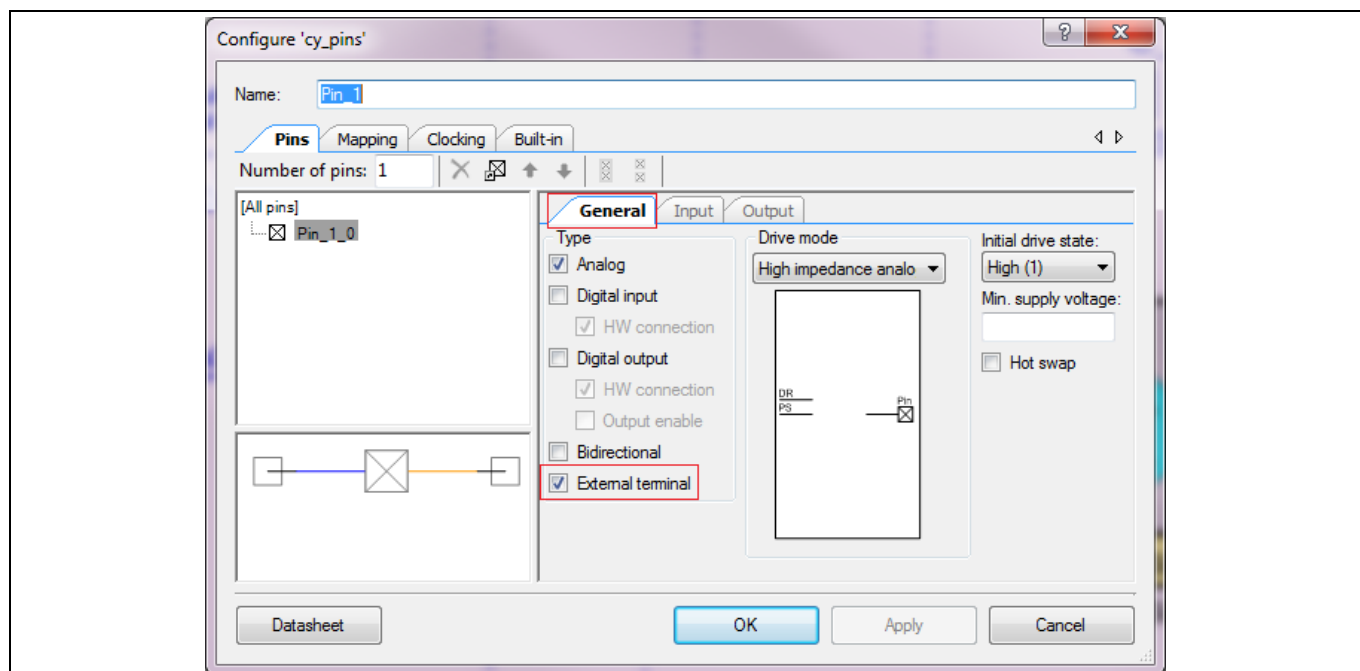 Configure 'cy_pins'
Name: Pin_1
Pins Mapping Clocking Built-in
Number of pins: 1
[All pins]
Pin_1_0
General Input Output
Type
Analog
Digital input
HW connection
Digital output
HW connection
Output enable
Bidirectional
External terminal
Drive mode
High impedance analo
DR
PS
Pin
Initial drive state:
High (1)
Min. supply voltage:
Hot swap
Datasheet OK Apply Cancel